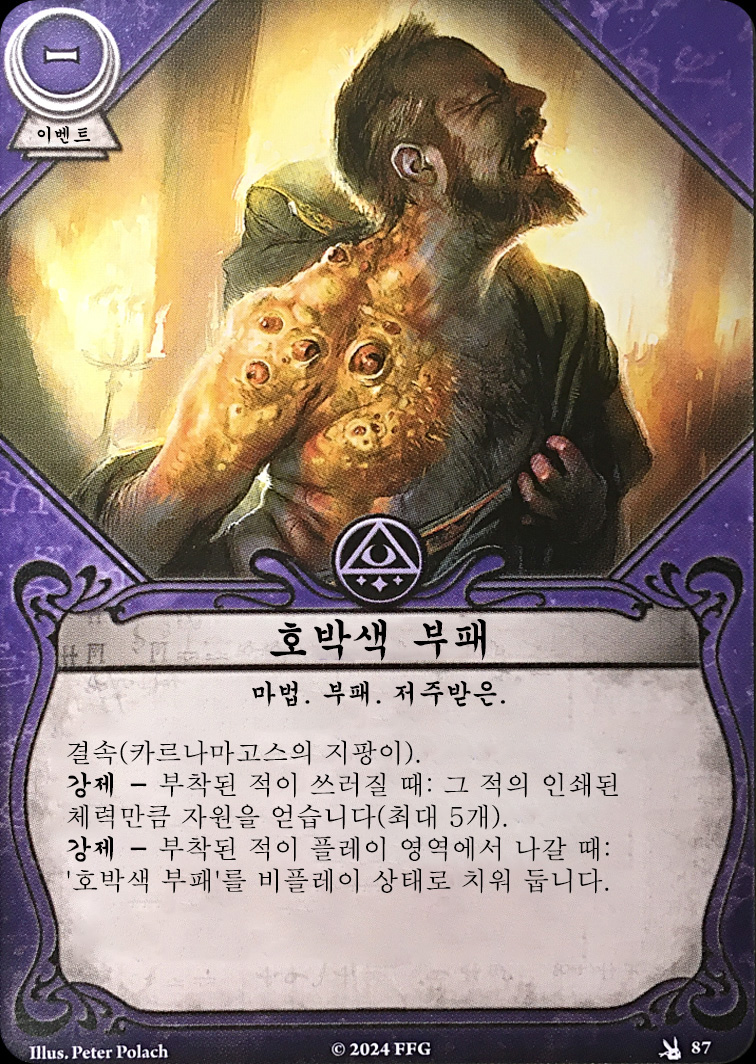 –
이벤트
호박색 부패
마법. 부패. 저주받은.
결속(카르나마고스의 지팡이).
강제 – 부착된 적이 쓰러질 때: 그 적의 인쇄된
체력만큼 자원을 얻습니다(최대 5개).
강제 – 부착된 적이 플레이 영역에서 나갈 때:
'호박색 부패'를 비플레이 상태로 치워 둡니다.
Illus. Peter Polach
© 2024 FFG
87